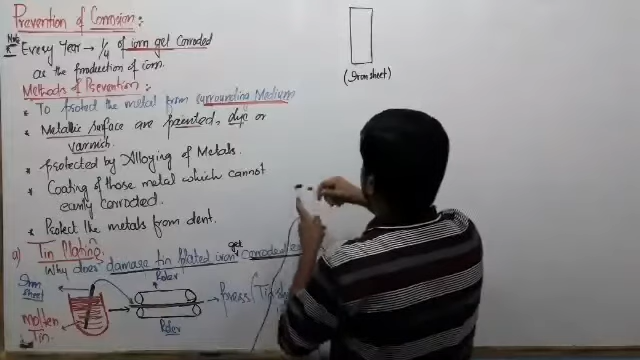 Prevention of Corrosion:
Note
Every Year → 1/4 of iron get Corroded
as the production of iron.
Methods of Prevention:
* To protect the metal from surrounding Medium
* Metallic surface are painted, dye or
varnish.
* Protected by Alloying of Metals.
* Coating of those metal which cannot
easily corroded.
* Protect the metals from dent.
a) Tin Plating:
Why does damage tin plated iron get corroded
Iron
sheet
Molten
Tin.
Roler
Roler
Press
(Iron sheet)